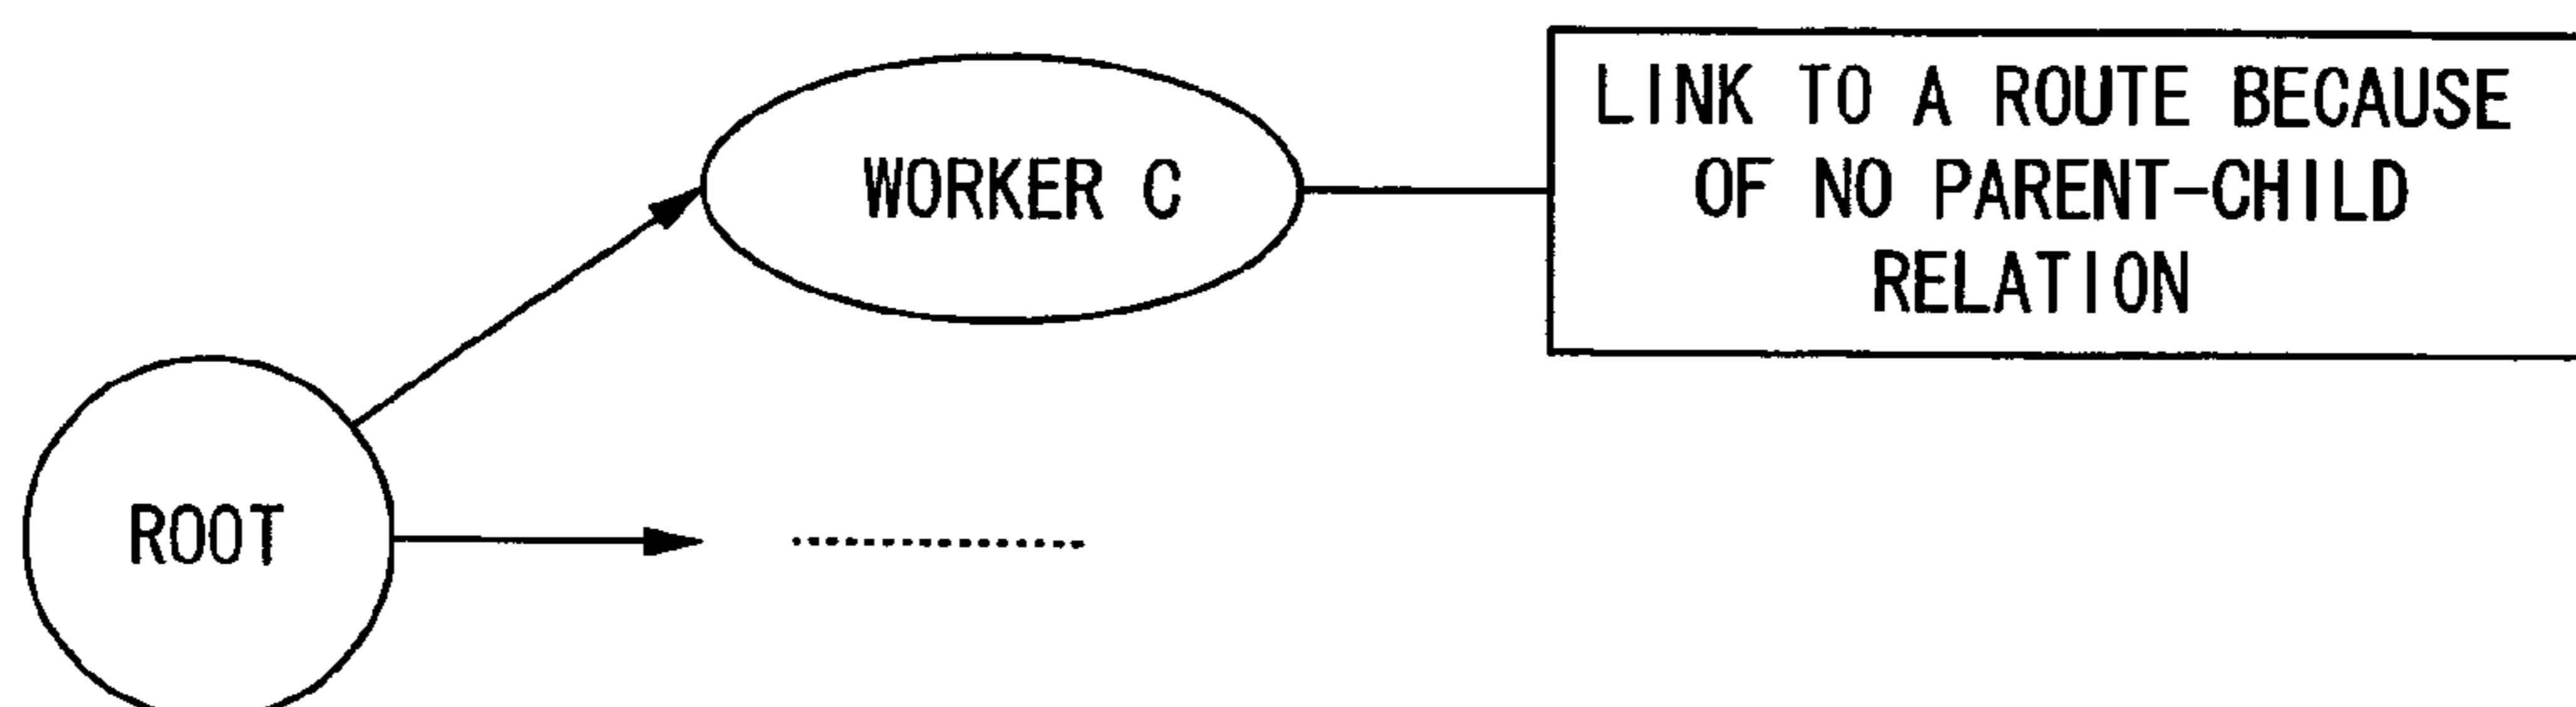 WORKER C
LINK TO A ROUTE BECAUSE
OF NO PARENT-CHILD
RELATION
ROOT